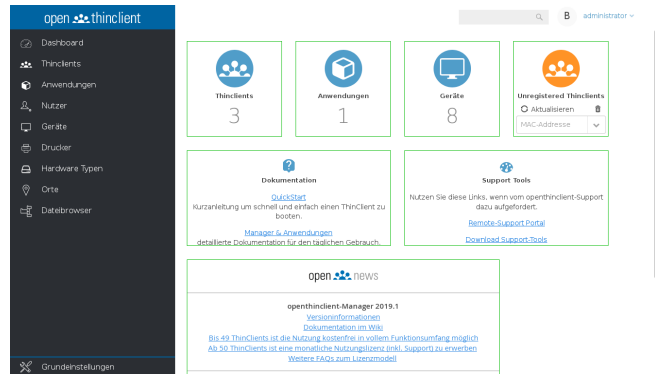 open thinclient
B administrator
Dashboard
Thinclients
Anwendungen
Nutzer
Geräte
Drucker
Hardware Typen
Orte
Dateibrowser
Grundeinstellungen
Thinclients
3
Anwendungen
1
Geräte
8
Unregistered Thinclients
Aktualisieren
MAC-Addresse
Dokumentation
QuickStart
Kurzanleitung um schnell und einfach einen ThinClient zu
booten.
Manager & Anwendungen
detaillierte Dokumentation für den täglichen Gebrauch.
Support Tools
Nutzen Sie diese Links, wenn vom openthinclient-Support
dazu aufgefordert.
Remote-Support Portal
Download Support-Tools
open news
openthinclient-Manager 2019.1
Versioninformationen
Dokumentation im Wiki
Bis 49 ThinClients ist die Nutzung kostenfrei in vollem Funktionsumfang möglich
Ab 50 ThinClients ist eine monatliche Nutzungslizenz (inkl. Support) zu erwerben
Weitere FAQs zum Lizenzmodell